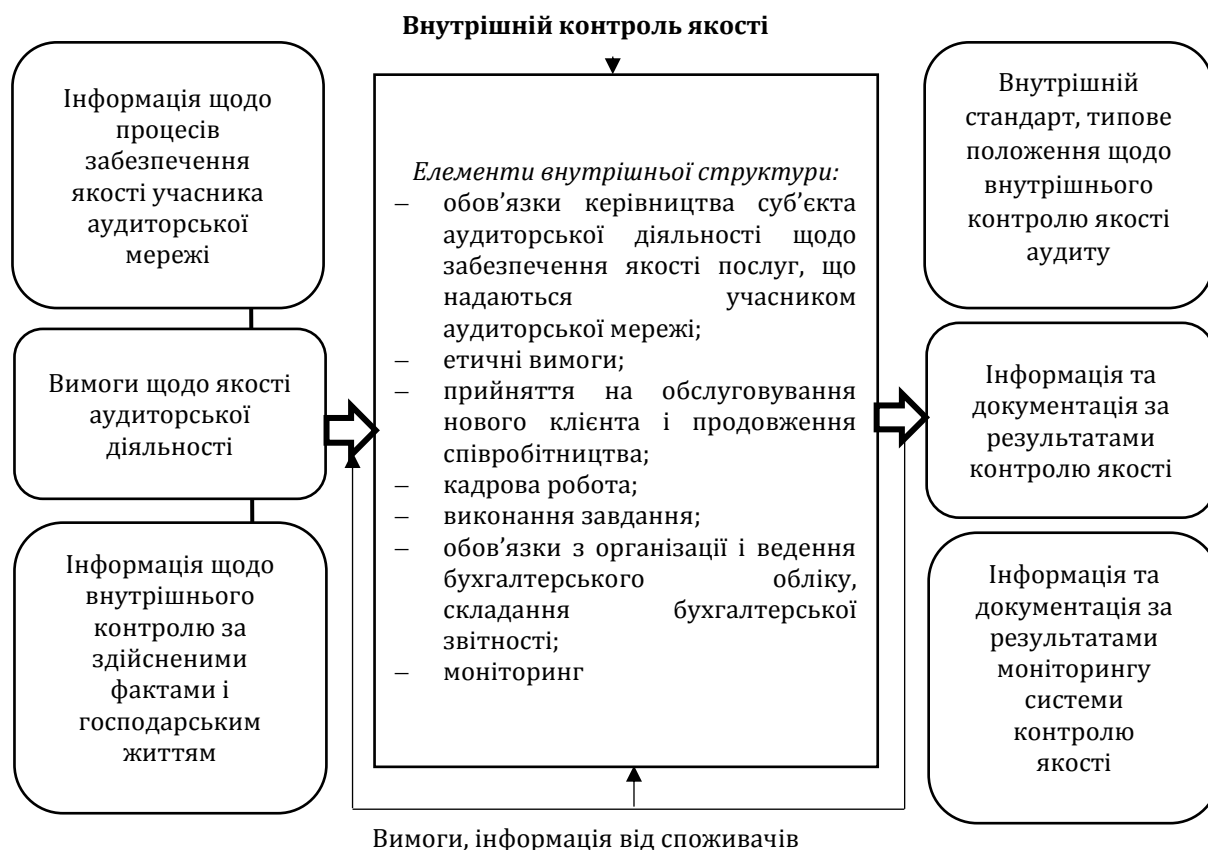 Внутрішній контроль якості
Інформація щодо
процесів
забезпечення
якості учасника
аудиторської
мережі
Вимоги щодо якості
аудиторської
діяльності
Інформація щодо
внутрішнього
контролю за
здійсненими
фактами і
господарським
життям
Елементи внутрішньої структури:
– обов’язки керівництва суб’єкта
аудиторської діяльності щодо
забезпечення якості послуг, що
надаються учасником
аудиторської мережі;
– етичні вимоги;
– прийняття на обслуговування
нового клієнта і продовження
співробітництва;
– кадрова робота;
– виконання завдання;
– обов’язки з організації і ведення
бухгалтерського обліку,
складання бухгалтерської
звітності;
– моніторинг
Внутрішній
стандарт, типове
положення щодо
внутрішнього
контролю якості
аудиту
Інформація та
документація за
результатами
контролю якості
Інформація та
документація за
результатами
моніторингу
системи
контролю
якості
Вимоги, інформація від споживачів